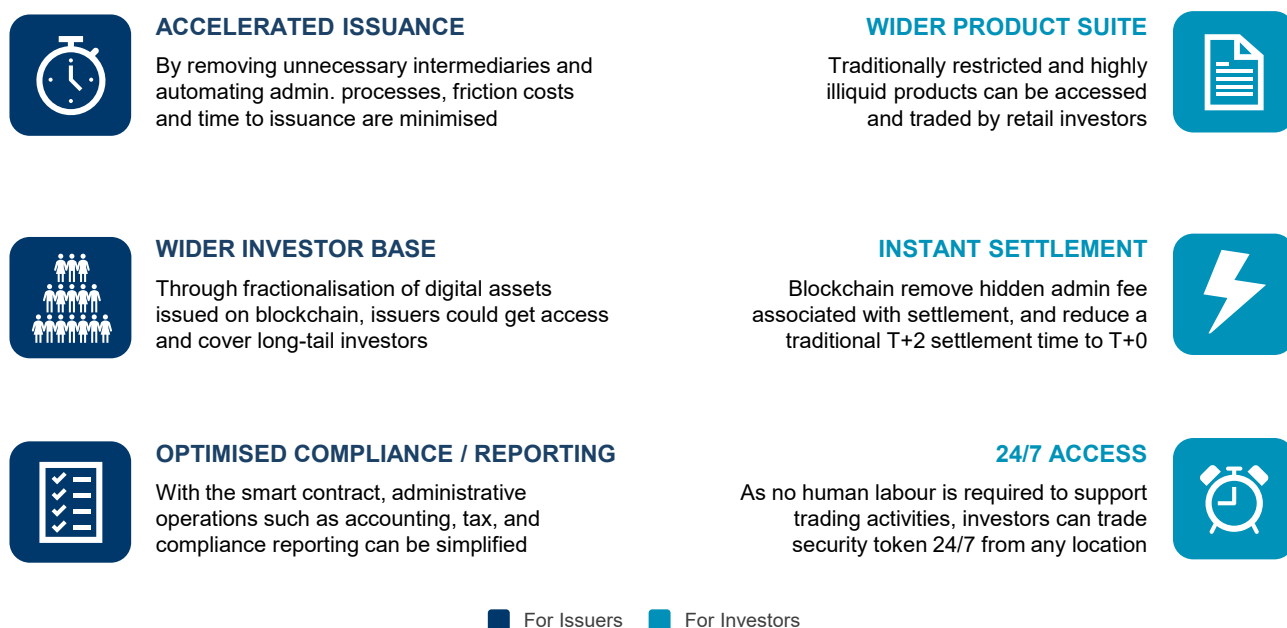 ACCELERATED ISSUANCE
By removing unnecessary intermediaries and
automating admin. processes, friction costs
and time to issuance are minimised
WIDER PRODUCT SUITE
Traditionally restricted and highly
illiquid products can be accessed
and traded by retail investors
WIDER INVESTOR BASE
Through fractionalisation of digital assets
issued on blockchain, issuers could get access
and cover long-tail investors
INSTANT SETTLEMENT
Blockchain remove hidden admin fee
associated with settlement, and reduce a
traditional T+2 settlement time to T+0
OPTIMISED COMPLIANCE / REPORTING
With the smart contract, administrative
operations such as accounting, tax, and
compliance reporting can be simplified
24/7 ACCESS
As no human labour is required to support
trading activities, investors can trade
security token 24/7 from any location
For Issuers
For Investors